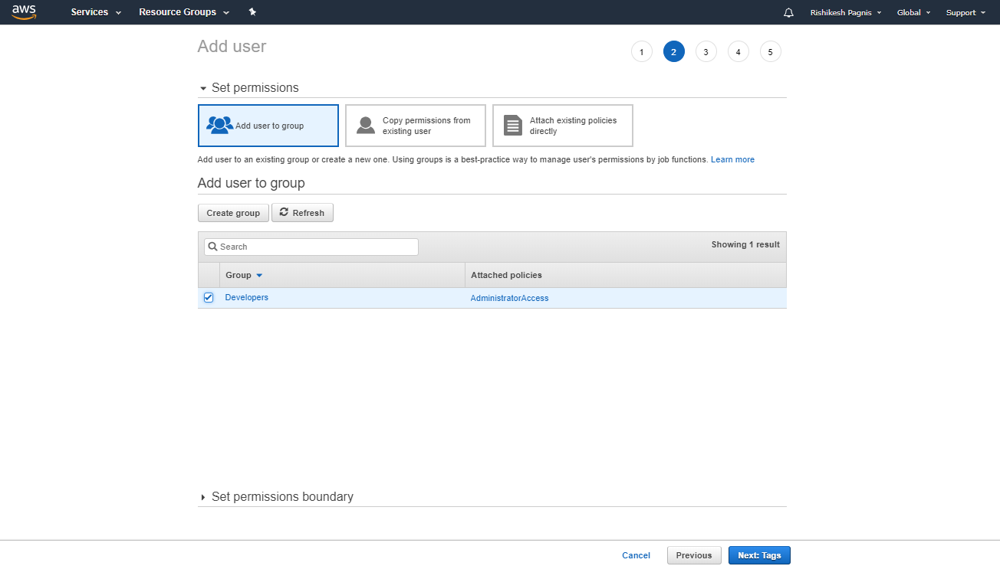 aws Services Resource Groups Rishikesh Pagnis Global Support
Add user
1 2 3 4 5
Set permissions
Add user to group
Copy permissions from
existing user
Attach existing policies
directly
Add user to an existing group or create a new one. Using groups is a best-practice way to manage user's permissions by job functions. Learn more
Add user to group
Create group Refresh
Search Showing 1 result
Group Attached policies
Developers AdministratorAccess
Set permissions boundary
Cancel Previous Next: Tags